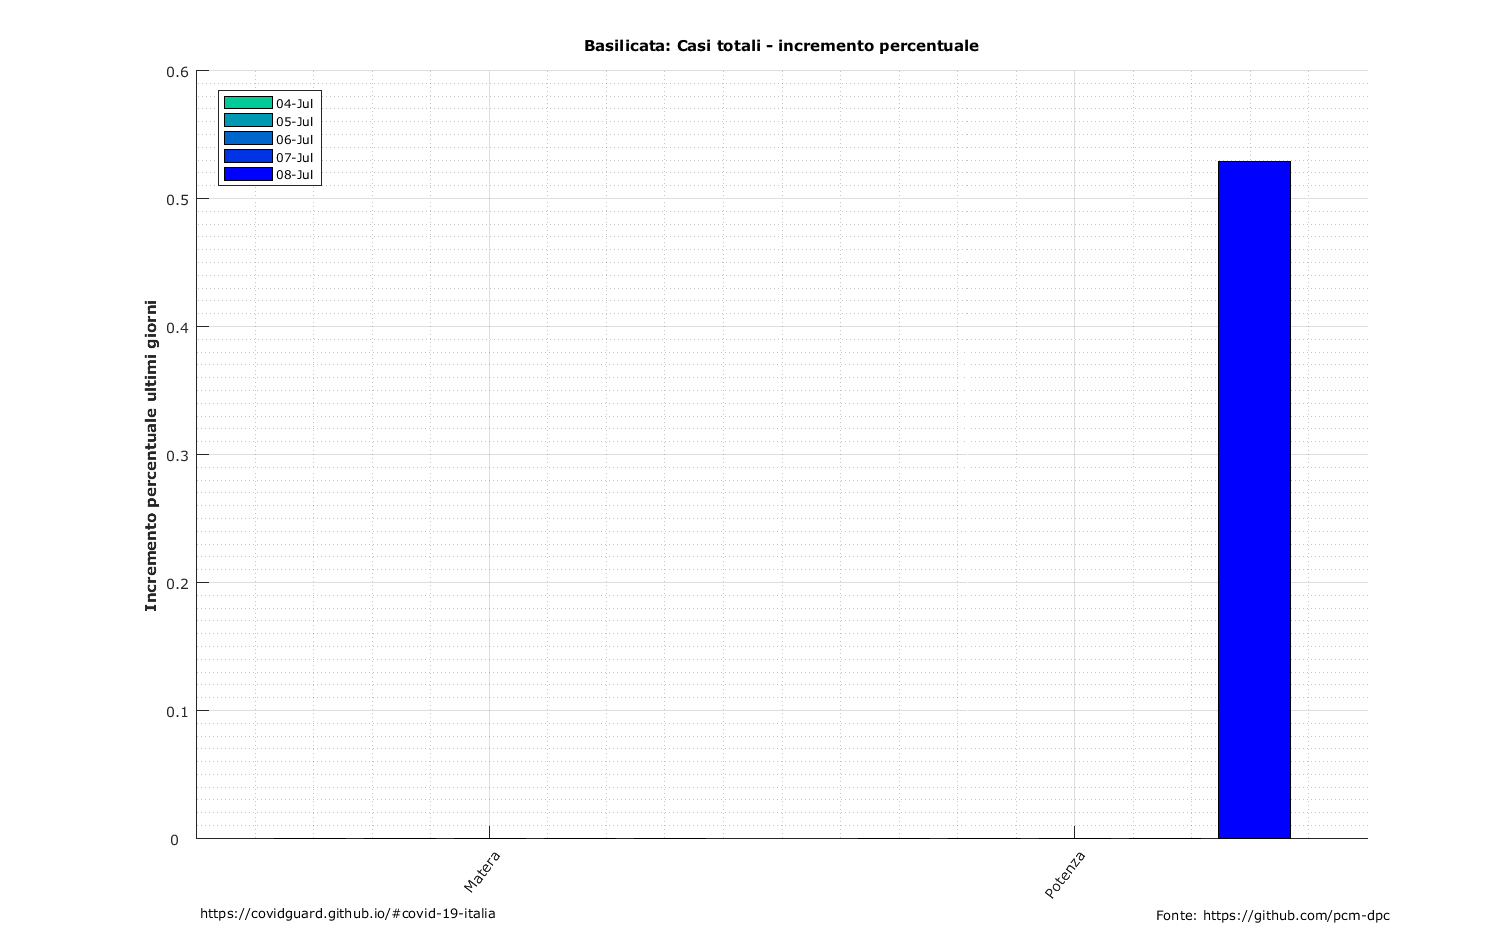 Basilicata: Casi totali - incremento percentuale
0.6
0.5
0.4
0.3
0.2
0.1
0
04-Jul
05-Jul
06-Jul
07-Jul
08-Jul
Incremento percentuale ultimi giorni
Matera
Potenza
https://covidguard.github.io/#covid-19-italia
Fonte: https://github.com/pcm-dpc